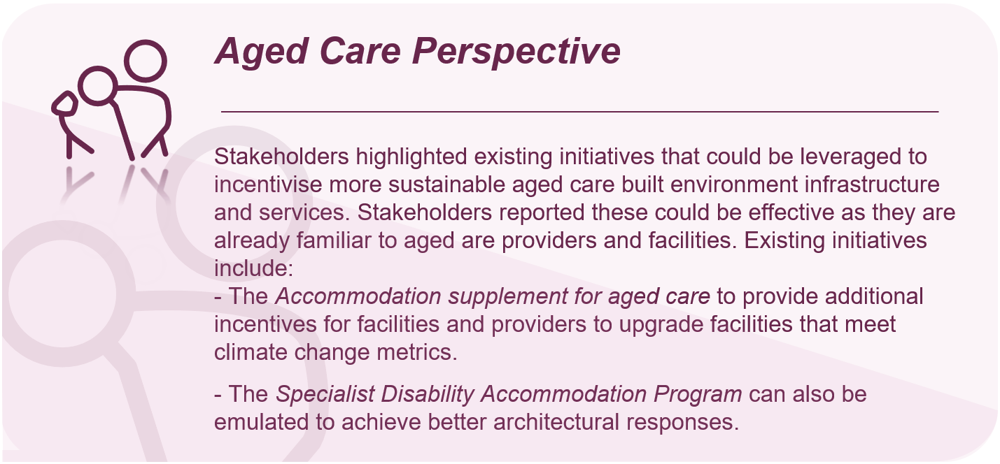 Aged Care Perspective
Stakeholders highlighted existing initiatives that could be leveraged to
incentivise more sustainable aged care built environment infrastructure
and services. Stakeholders reported these could be effective as they are
already familiar to aged are providers and facilities. Existing initiatives
include:
- The Accommodation supplement for aged care to provide additional
incentives for facilities and providers to upgrade facilities that meet
climate change metrics.
- The Specialist Disability Accommodation Program can also be
emulated to achieve better architectural responses.